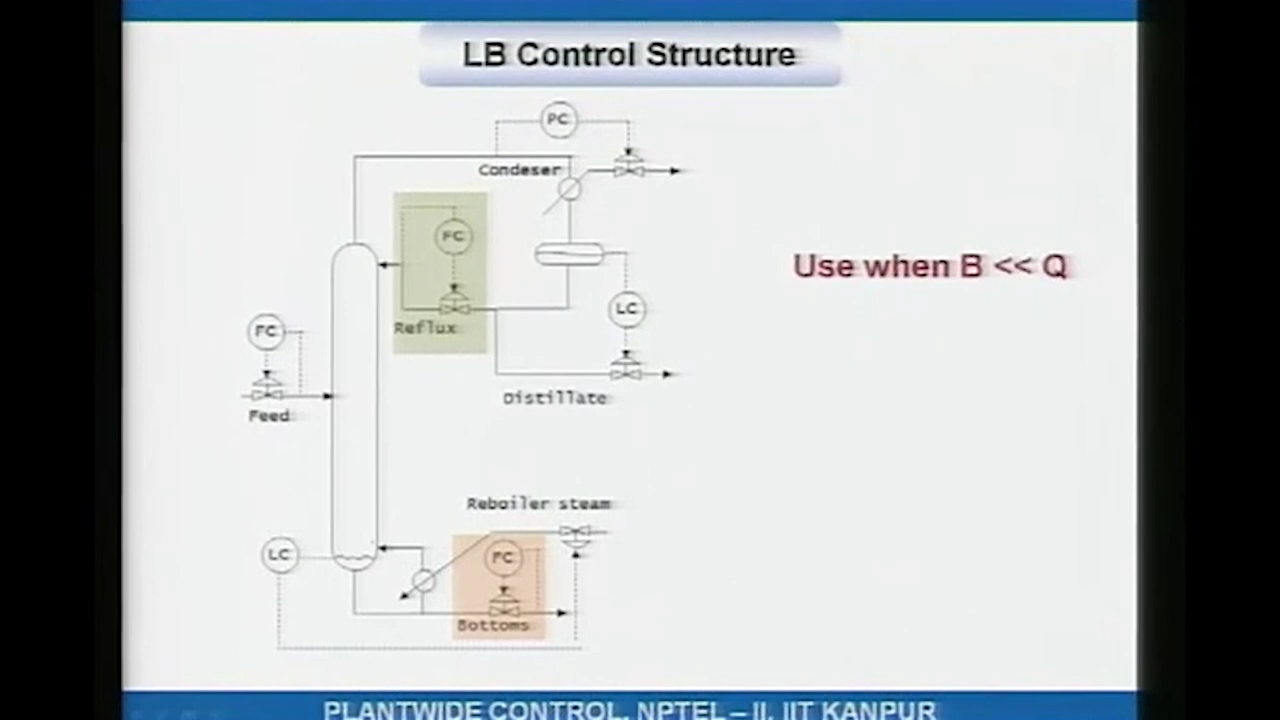 LB Control Structure
PC
Condeser
FC
Use when B << Q
LC
Reflux
FC
Distillate
Feed
Reboiler steam
LC
FC
Bottoms
PLANTWIDE CONTROL, NPTEL – II, IIT KANPUR